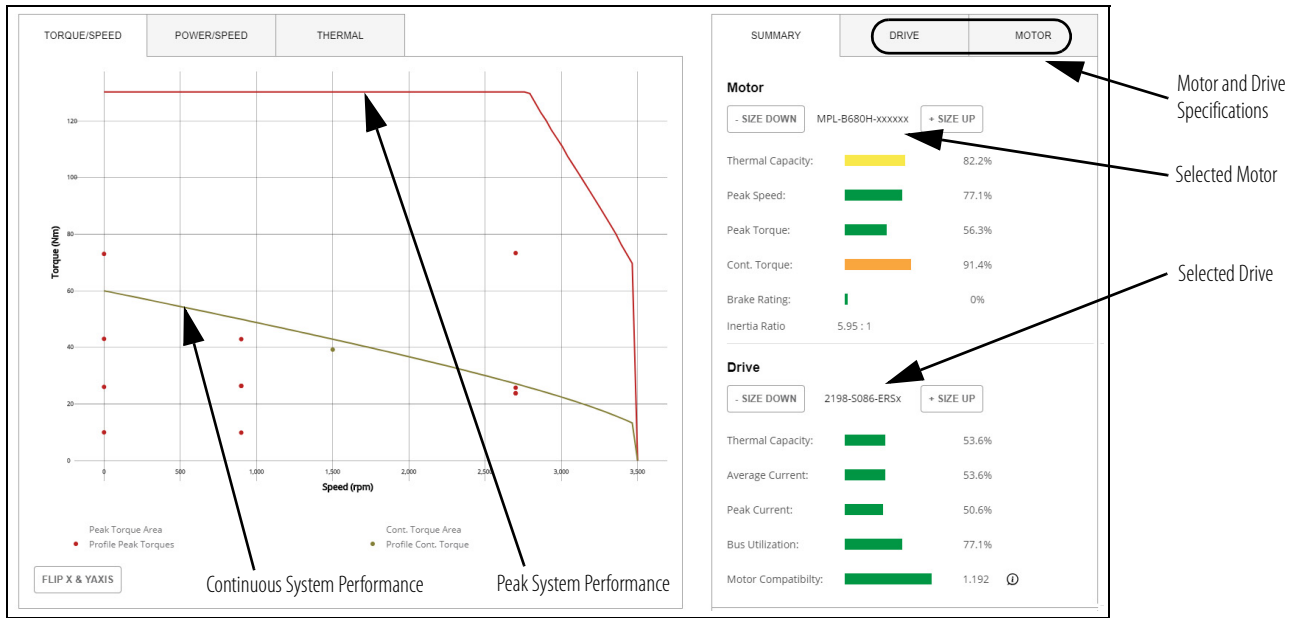 TORQUE/SPEED
POWER/SPEED
THERMAL
120
100
80
60
40
20
0
Torque (Nm)
0
500
1,000
1,500
2,000
2,500
3,000
3,500
Speed (rpm)
Peak Torque Area
Cont. Torque Area
Profile Peak Torques
Profile Cont. Torque
FLIP X & YAXIS
Continuous System Performance
Peak System Performance
SUMMARY
DRIVE
MOTOR
Motor
- SIZE DOWN
MPL-B680H-xxxxxx
+ SIZE UP
Thermal Capacity:
82.2%
Peak Speed:
77.1%
Peak Torque:
56.3%
Cont. Torque:
91.4%
Brake Rating:
0%
Inertia Ratio
5.95 : 1
Drive
- SIZE DOWN
2198-S086-ERSx
+ SIZE UP
Thermal Capacity:
53.6%
Average Current:
53.6%
Peak Current:
50.6%
Bus Utilization:
77.1%
Motor Compatibilty:
1.192
Motor and Drive
Specifications
Selected Motor
Selected Drive